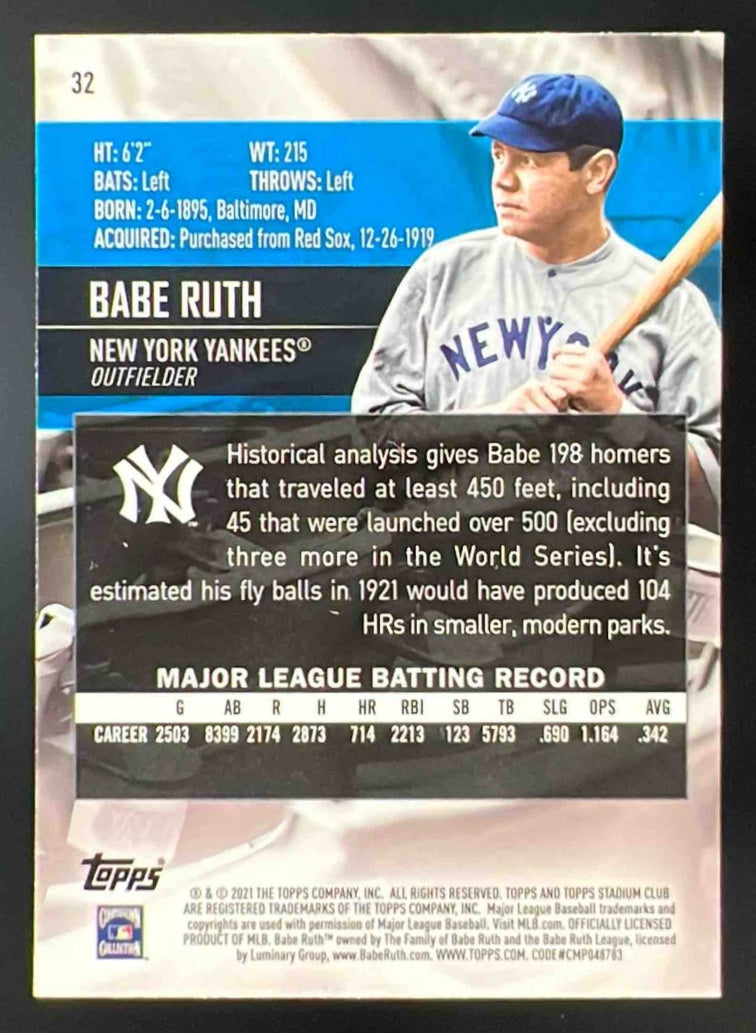 32
HT: 6'2" WT: 215
BATS: Left THROWS: Left
BORN: 2-6-1895, Baltimore, MD
ACQUIRED: Purchased from Red Sox, 12-26-1919
BABE RUTH
NEW YORK YANKEES®
OUTFIELDER
NEW YORK
NY
Historical analysis gives Babe 198 homers
that traveled at least 450 feet, including
45 that were launched over 500 (excluding
three more in the World Series). It's
estimated his fly balls in 1921 would have produced 104
HRs in smaller, modern parks.
MAJOR LEAGUE BATTING RECORD
G AB R H HR RBI SB TB SLG OPS AVG
CAREER 2503 8399 2174 2873 714 2213 123 5793 .690 1.164 .342
Topps
® & © 2021 THE TOPPS COMPANY, INC. ALL RIGHTS RESERVED. TOPPS AND TOPPS STADIUM CLUB
ARE REGISTERED TRADEMARKS OF THE TOPPS COMPANY, INC. Major League Baseball trademarks and
copyrights are used with permission of Major League Baseball. Visit MLB.com. OFFICIALLY LICENSED
PRODUCT OF MLB. Babe Ruth™ owned by The Family of Babe Ruth and the Babe Ruth League, licensed
by Luminary Group, www.BabeRuth.com. WWW.TOPPS.COM. CODE#CMP048783
COOPERSTOWN
COLLECTION